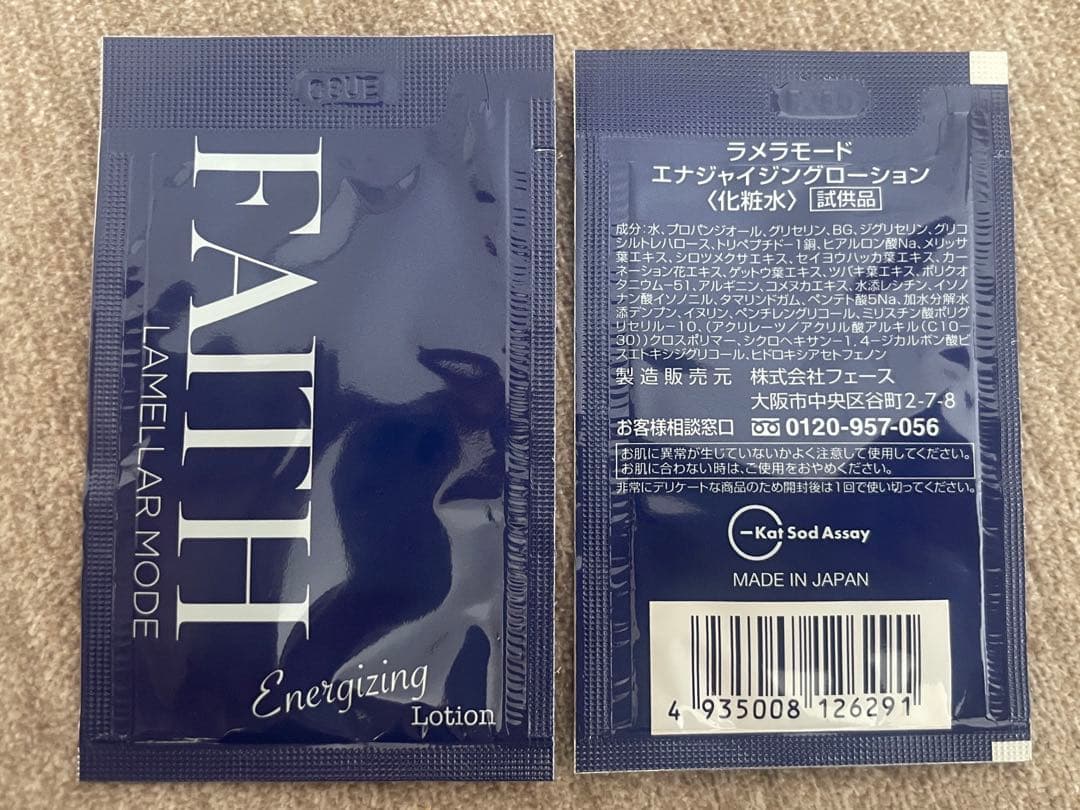 FAITH
LAMELLAR MODE
Energizing
Lotion
ラメラモード
エナジャイジングローション
〈化粧水〉 試供品
成分:水、プロパンジオール、グリセリン、BG、ジグリセリン、グリコ
シルトレハロース、トリペプチド-1銅、ヒアルロン酸Na、メリッサ
葉エキス、シロツメクサエキス、セイヨウハッカ葉エキス、カー
ネーション花エキス、ゲットウ葉エキス、ツバキ葉エキス、ポリクオ
タニウム-51、アルギニン、コメヌカエキス、水添レシチン、イソノ
ナン酸イソノニル、タマリンドガム、ペンテト酸5Na、加水分解水
添デンプン、イヌリン、ペンチレングリコール、ミリスチン酸ポリグ
リセリル-10、(アクリレーツ/アクリル酸アルキル(C10-
30))クロスポリマー、シクロヘキサン-1,4-ジカルボン酸ビ
スエトキシジグリコール、ヒドロキシアセトフェノン
製造販売元 株式会社フェース
大阪市中央区谷町2-7-8
お客様相談窓口 0120-957-056
お肌に異常が生じていないかよく注意して使用してください。
お肌に合わない時は、ご使用をおやめください。
非常にデリケートな商品のため開封後は1回で使い切ってください。
Kat Sod Assay
MADE IN JAPAN
4 935008 126291